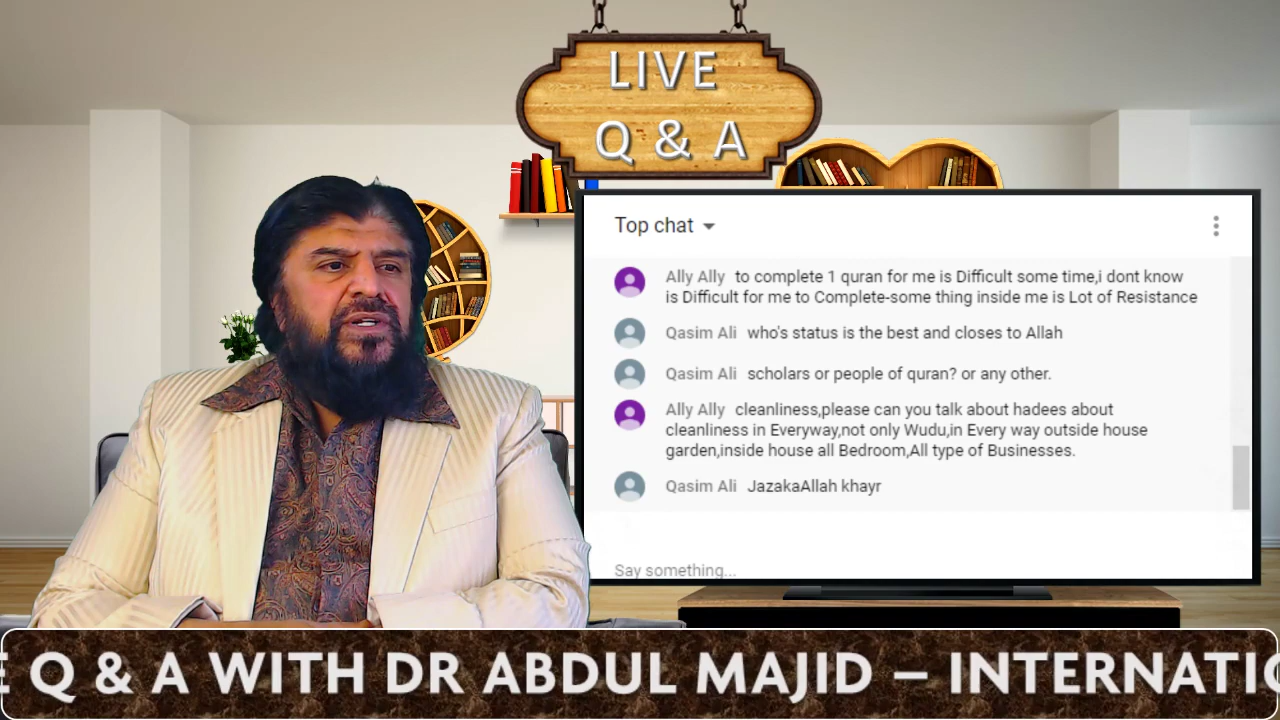 LIVE
Q & A
Top chat
Ally Ally to complete 1 quran for me is Difficult some time,i dont know
is Difficult for me to Complete-some thing inside me is Lot of Resistance
Qasim Ali who's status is the best and closes to Allah
Qasim Ali scholars or people of quran? or any other.
Ally Ally cleanliness,please can you talk about hadees about
cleanliness in Everyway,not only Wudu,in Every way outside house
garden,inside house all Bedroom,All type of Businesses.
Qasim Ali JazakaAllah khayr
Say something...
Q & A WITH DR ABDUL MAJID – INTERNATIO